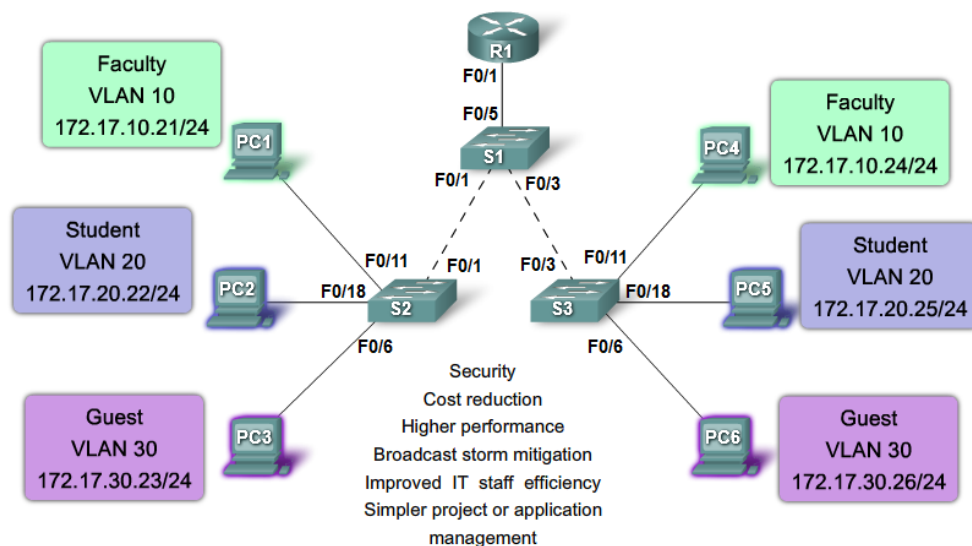 R1
F0/1
F0/5
S1
F0/1
F0/3
Faculty
VLAN 10
172.17.10.21/24
PC1
Student
VLAN 20
172.17.20.22/24
PC2
Guest
VLAN 30
172.17.30.23/24
PC3
F0/11
F0/18
F0/6
F0/1
S2
F0/3
S3
F0/11
F0/18
F0/6
PC4
Faculty
VLAN 10
172.17.10.24/24
PC5
Student
VLAN 20
172.17.20.25/24
PC6
Guest
VLAN 30
172.17.30.26/24
Security
Cost reduction
Higher performance
Broadcast storm mitigation
Improved IT staff efficiency
Simpler project or application
management